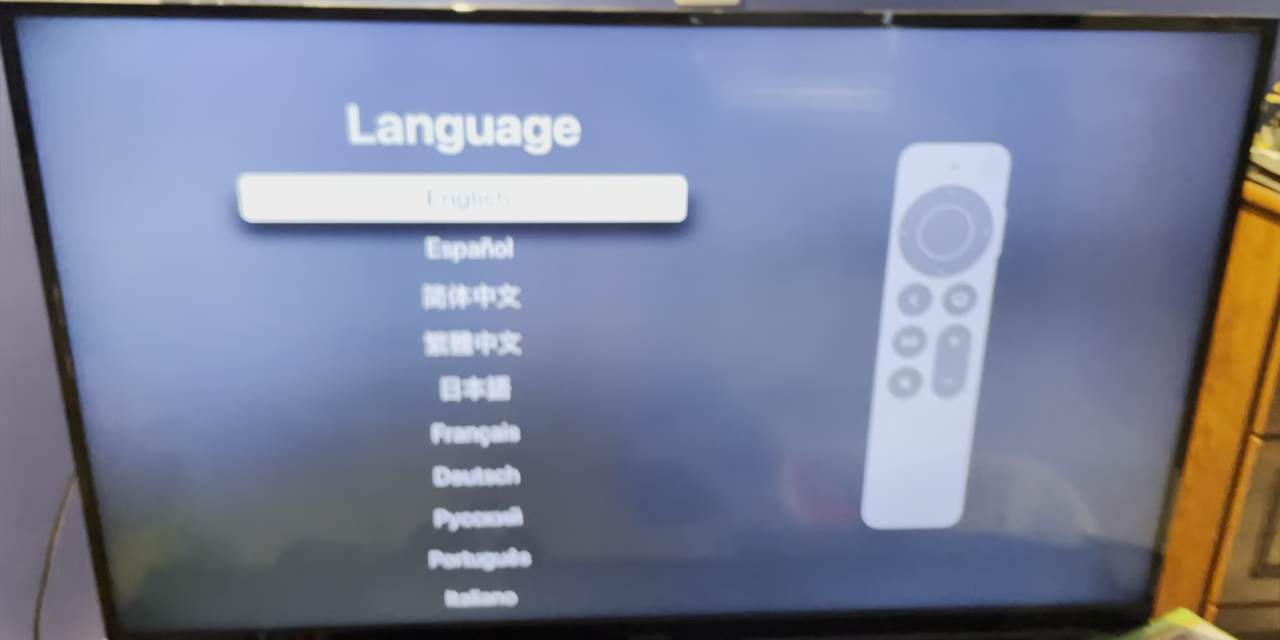 Language
English
Español
简体中文
繁體中文
日本語
Français
Deutsch
Русский
Português
Italiano